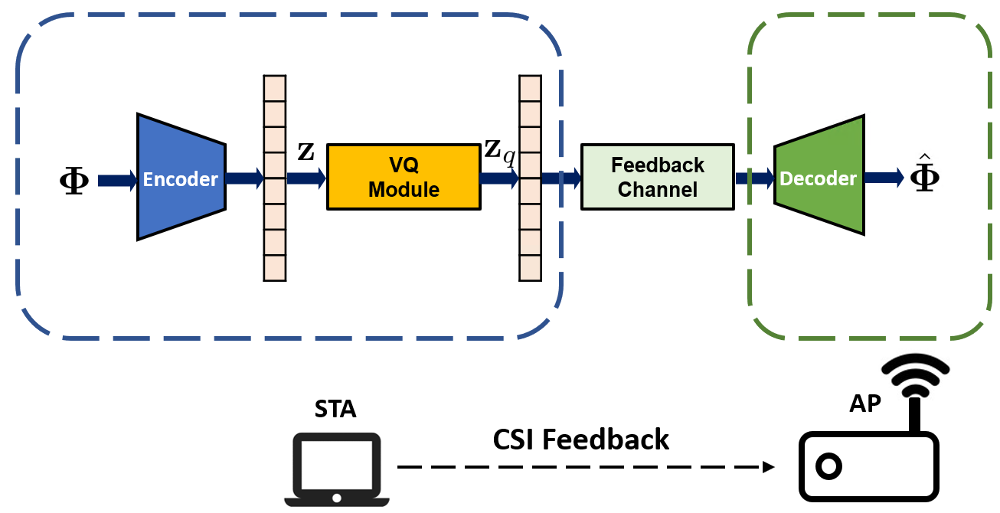 𝚽
Encoder
𝐳
VQ
Module
𝐳_q
Feedback
Channel
Decoder
𝚽̂
STA
CSI Feedback
AP